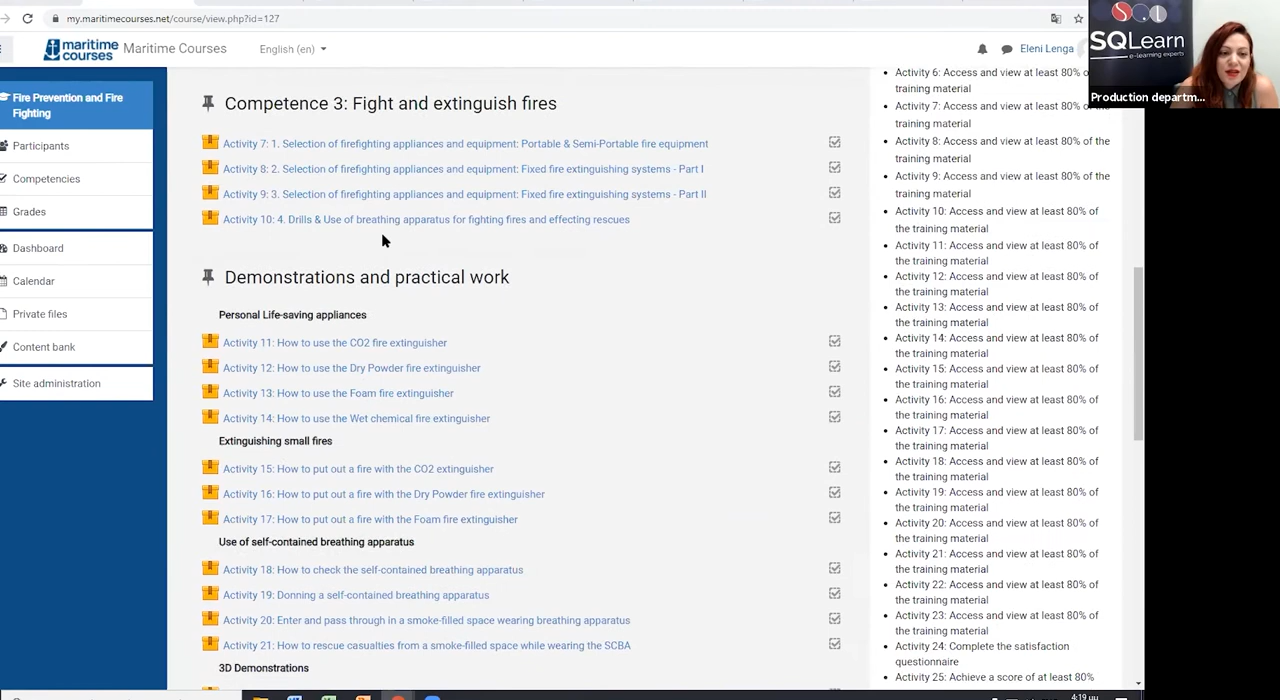 my.maritimecourses.net/course/view.php?id=127
maritime
courses
Maritime Courses
English (en)
Eleni Lenga
SQL
SQLearn
e-learning experts
Production departm...
Fire Prevention and Fire
Fighting
Participants
Competencies
Grades
Dashboard
Calendar
Private files
Content bank
Site administration
Competence 3: Fight and extinguish fires
Activity 7: 1. Selection of firefighting appliances and equipment: Portable & Semi-Portable fire equipment
Activity 8: 2. Selection of firefighting appliances and equipment: Fixed fire extinguishing systems - Part I
Activity 9: 3. Selection of firefighting appliances and equipment: Fixed fire extinguishing systems - Part II
Activity 10: 4. Drills & Use of breathing apparatus for fighting fires and effecting rescues
Demonstrations and practical work
Personal Life-saving appliances
Activity 11: How to use the CO2 fire extinguisher
Activity 12: How to use the Dry Powder fire extinguisher
Activity 13: How to use the Foam fire extinguisher
Activity 14: How to use the Wet chemical fire extinguisher
Extinguishing small fires
Activity 15: How to put out a fire with the CO2 extinguisher
Activity 16: How to put out a fire with the Dry Powder fire extinguisher
Activity 17: How to put out a fire with the Foam fire extinguisher
Use of self-contained breathing apparatus
Activity 18: How to check the self-contained breathing apparatus
Activity 19: Donning a self-contained breathing apparatus
Activity 20: Enter and pass through in a smoke-filled space wearing breathing apparatus
Activity 21: How to rescue casualties from a smoke-filled space while wearing the SCBA
3D Demonstrations
Activity 6: Access and view at least 80% of the
training material
Activity 7: Access and view at least 80% of the
training material
Activity 8: Access and view at least 80% of the
training material
Activity 9: Access and view at least 80% of the
training material
Activity 10: Access and view at least 80% of
the training material
Activity 11: Access and view at least 80% of
the training material
Activity 12: Access and view at least 80% of
the training material
Activity 13: Access and view at least 80% of
the training material
Activity 14: Access and view at least 80% of
the training material
Activity 15: Access and view at least 80% of
the training material
Activity 16: Access and view at least 80% of
the training material
Activity 17: Access and view at least 80% of
the training material
Activity 18: Access and view at least 80% of
the training material
Activity 19: Access and view at least 80% of
the training material
Activity 20: Access and view at least 80% of
the training material
Activity 21: Access and view at least 80% of
the training material
Activity 22: Access and view at least 80% of
the training material
Activity 23: Access and view at least 80% of
the training material
Activity 24: Complete the satisfaction
questionnaire
Activity 25: Achieve a score of at least 80%
4:19 μμ